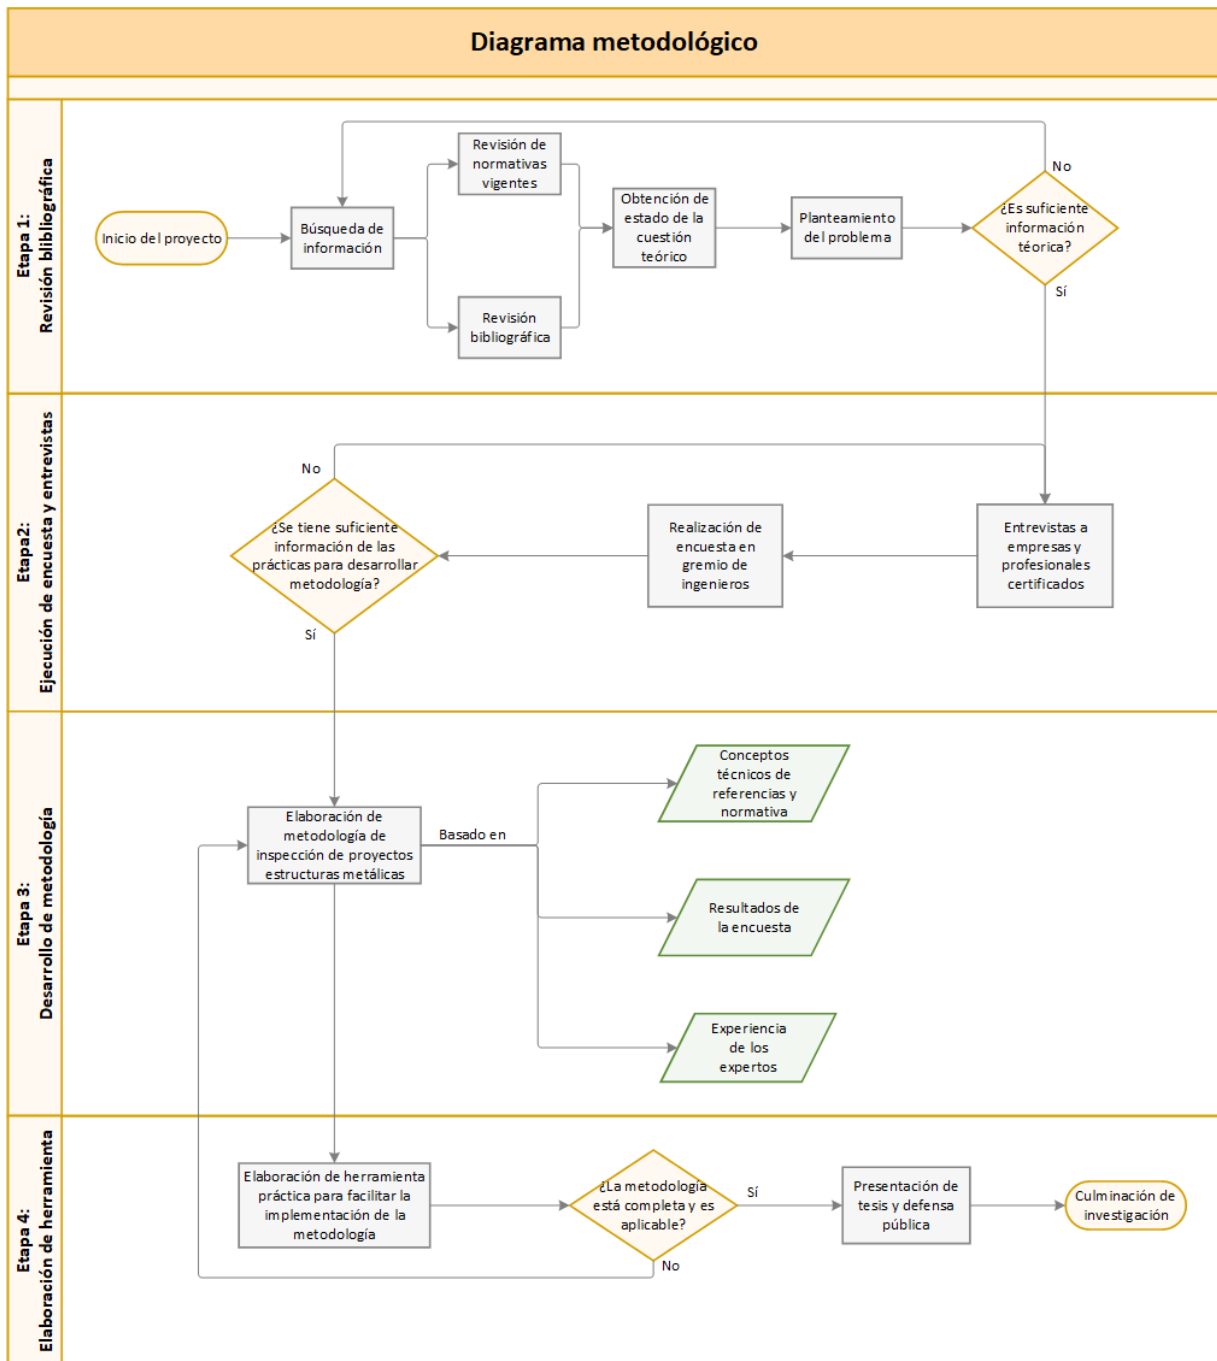 Diagrama metodológico
Etapa 1:
Revisión blibliográfica
Inicio del proyecto
Búsqueda de
información
Revisión de
normativas
vigentes
Revisión
bibliográfica
Obtención de
estado de la
cuestión
teórico
Planteamiento
del problema
No
¿Es suficiente
información
téorica?
Sí
Etapa2:
Ejecución de encuesta y entrevistas
No
¿Se tiene suficiente
información de las
prácticas para desarrollar
metodología?
Sí
Realización de
encuesta en
gremio de
ingenieros
Entrevistas a
empresas y
profesionales
certificados
Etapa 3:
Desarrollo de metodología
Elaboración de
metodología de
inspección de proyectos
estructuras metálicas
Basado en
Conceptos
técnicos de
referencias y
normativa
Resultados de
la encuesta
Experiencia
de los
expertos
Etapa 4:
Elaboración de herramienta
Elaboración de herramienta
práctica para facilitar la
implementación de la
metodología
¿La metodología
está completa y es
aplicable?
Sí
No
Presentación de
tesis y defensa
pública
Culminación de
investigación